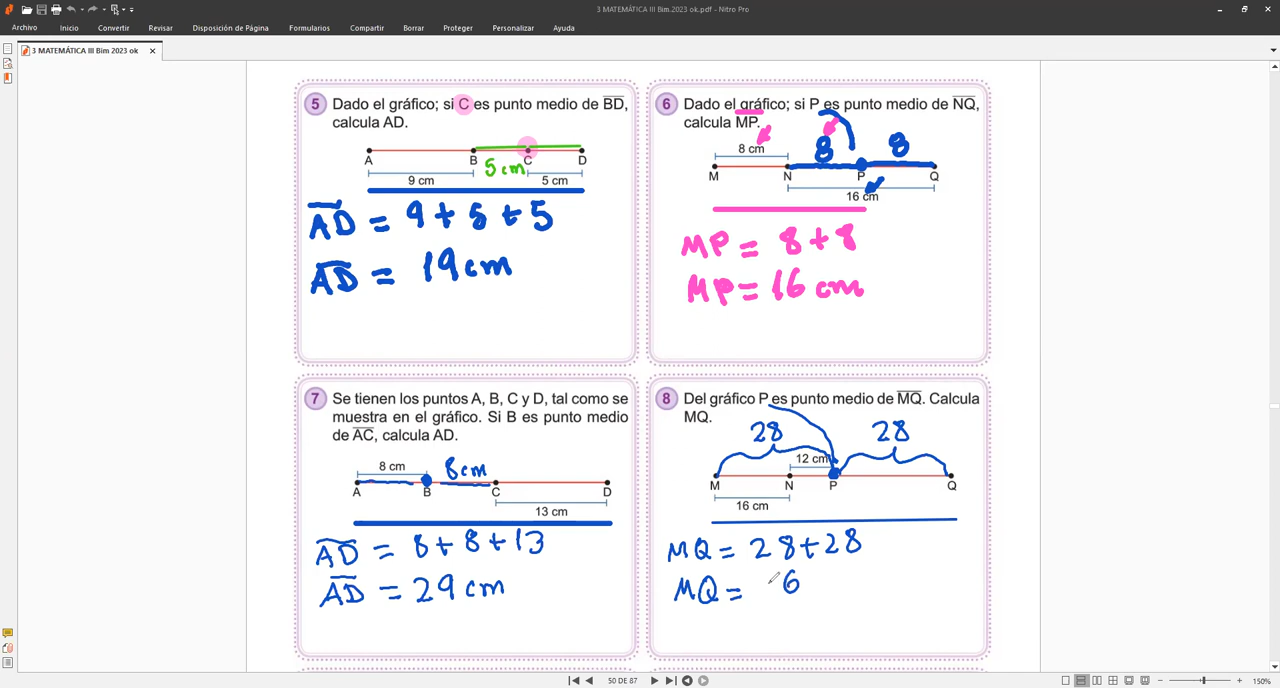 3 MATEMÁTICA III Bim.2023 ok.pdf - Nitro Pro
Archivo Inicio Convertir Revisar Disposición de Página Formularios Compartir Borrar Proteger Personalizar Ayuda
3 MATEMÁTICA III Bim 2023 ok
5 Dado el gráfico; si C es punto medio de BD,
calcula AD.
A B C D
5 cm
9 cm 5 cm
AD = 9 + 5 + 5
AD = 19 cm
6 Dado el gráfico; si P es punto medio de NQ,
calcula MP.
8 cm 8 8
M N P Q
16 cm
MP = 8 + 8
MP = 16 cm
7 Se tienen los puntos A, B, C y D, tal como se
muestra en el gráfico. Si B es punto medio
de AC, calcula AD.
8 cm 8 cm
A B C D
13 cm
AD = 8 + 8 + 13
AD = 29 cm
8 Del gráfico P es punto medio de MQ. Calcula
MQ.
28 28
12 cm
M N P Q
16 cm
MQ = 28 + 28
MQ = 6
50 DE 87
150%